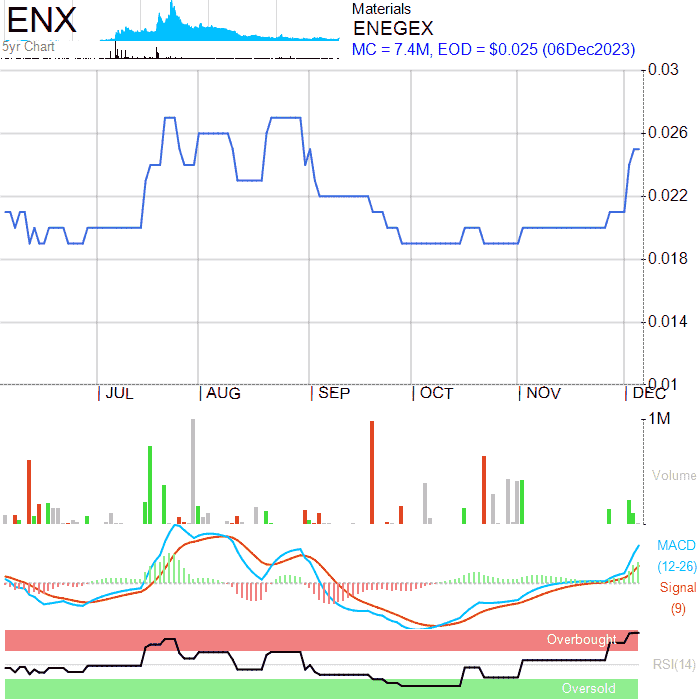 ENX
5yr Chart
Materials
ENEGEX
MC = 7.4M, EOD = $0.025 (06Dec2023)
0.03
0.026
0.022
0.018
0.014
0.01
JUL AUG SEP OCT NOV DEC
1M
Volume
MACD
(12-26)
Signal
(9)
Overbought
RSI(14)
Oversold